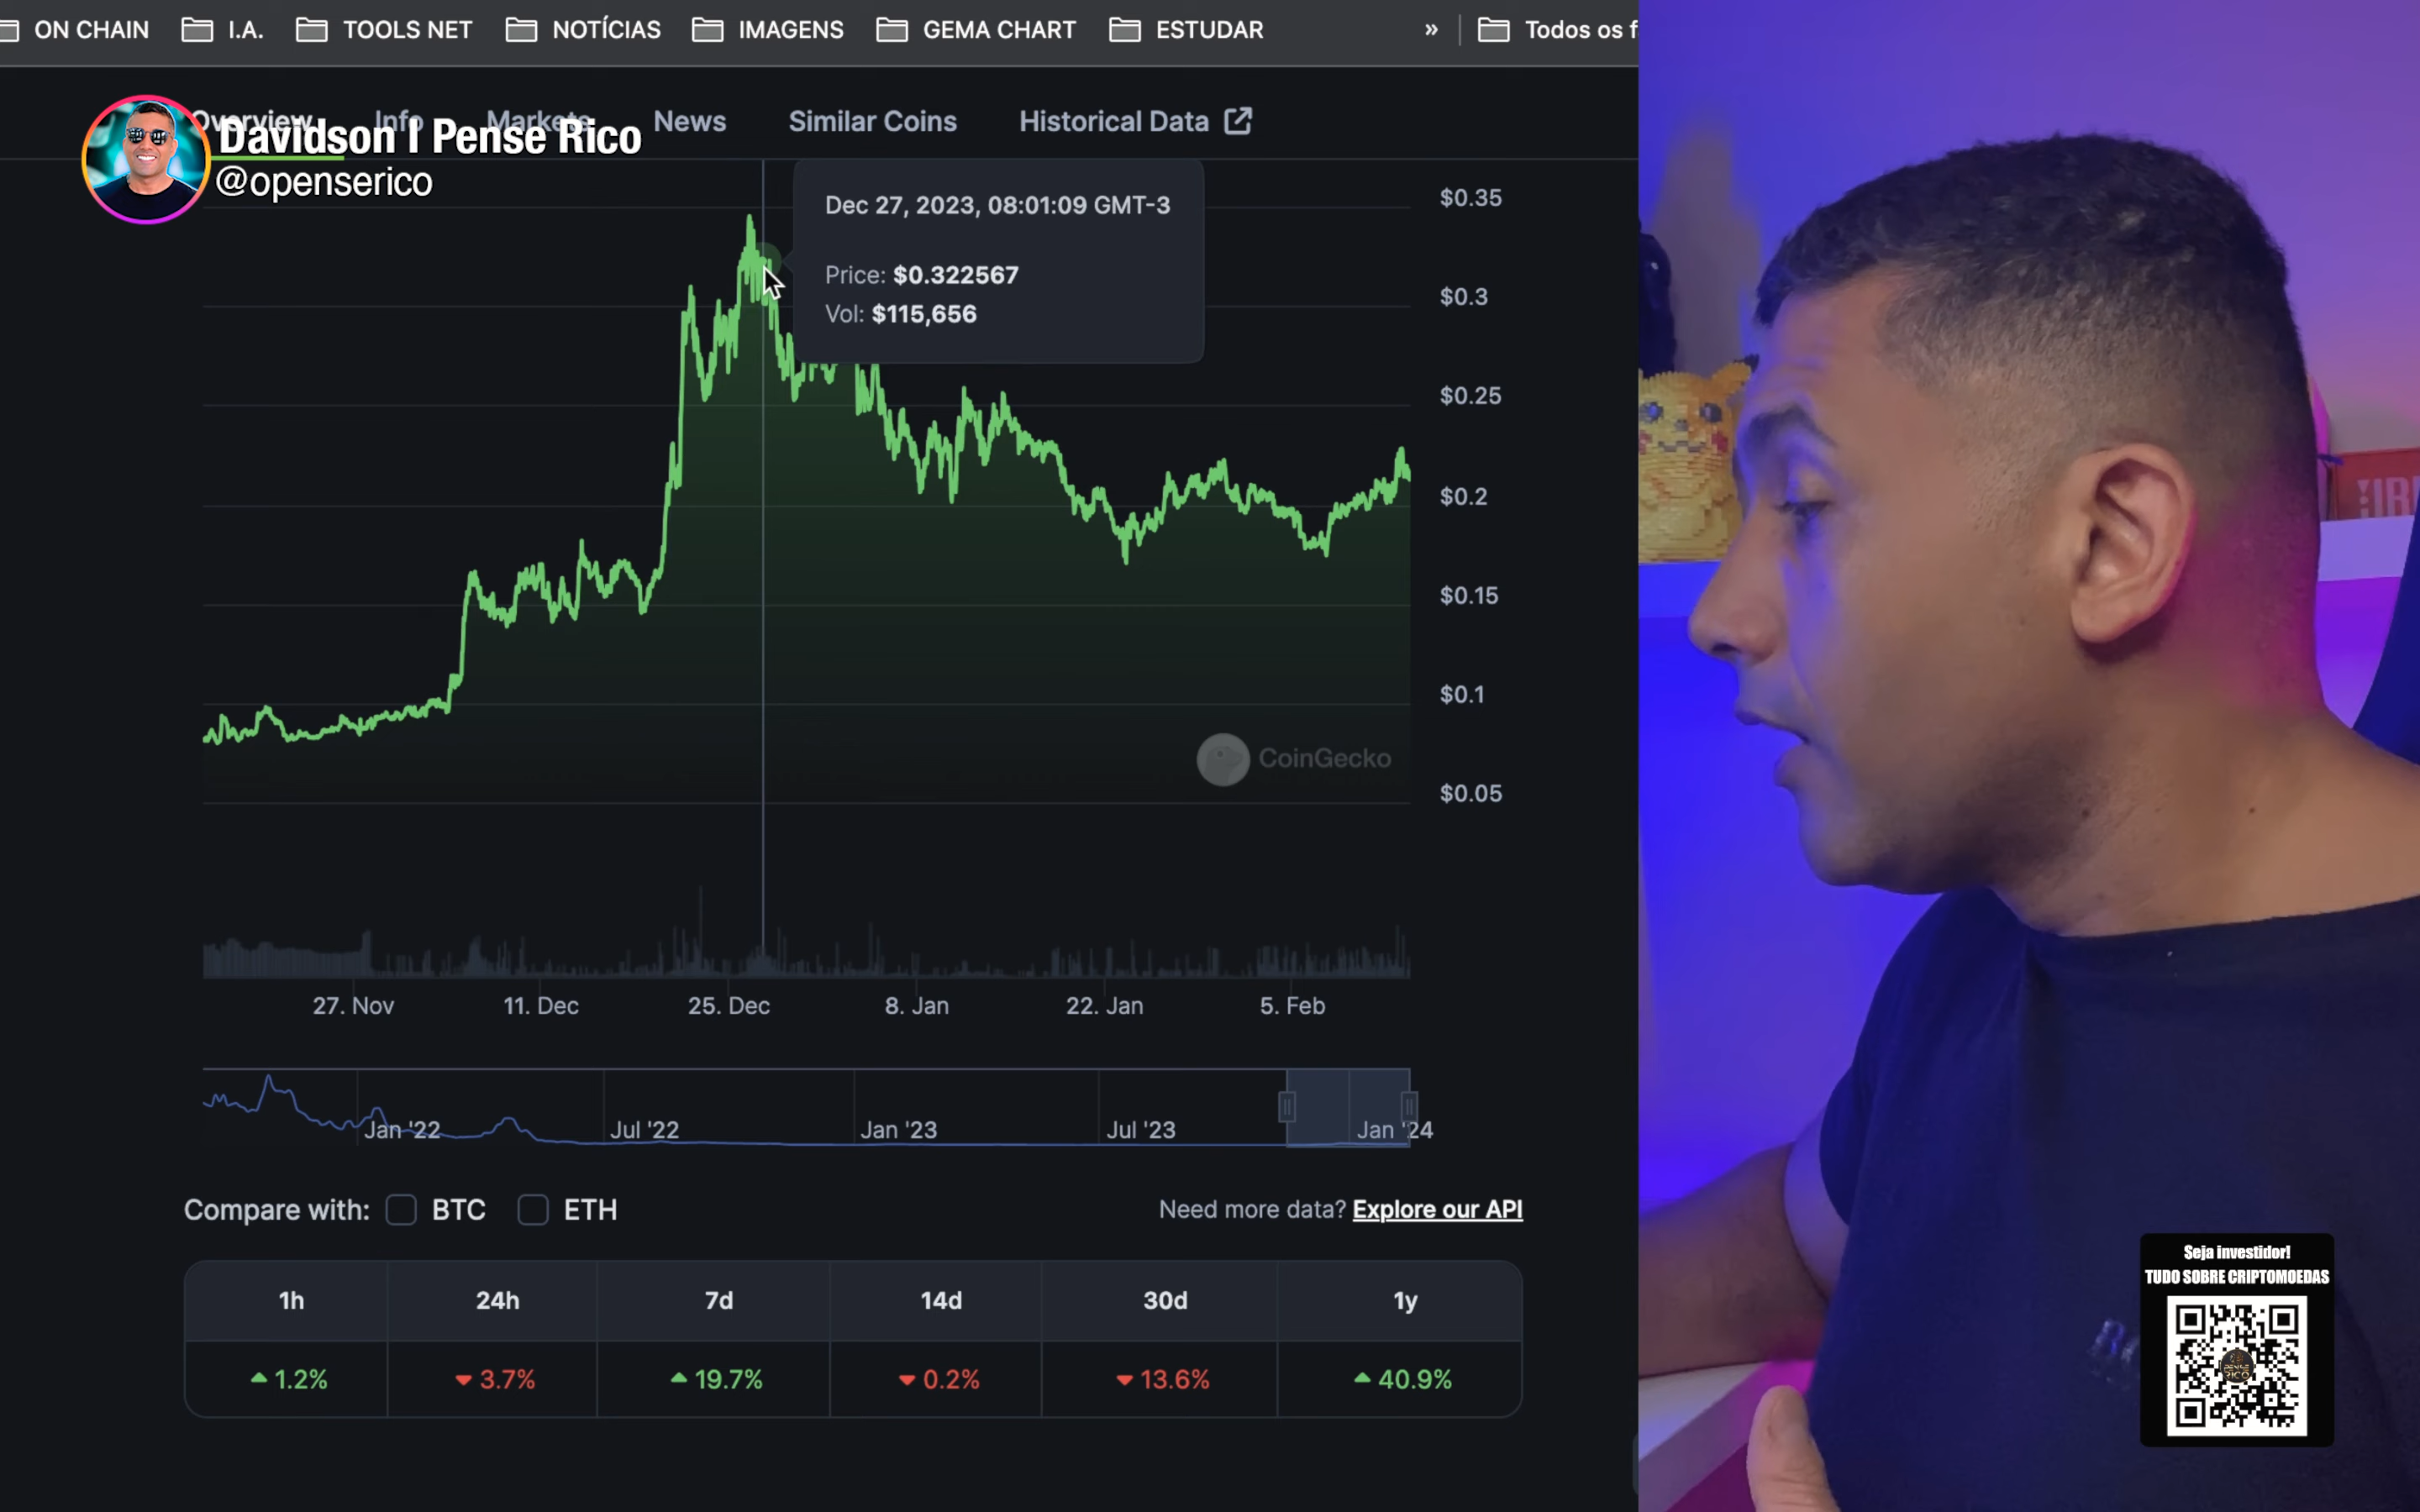 ON CHAIN
I.A.
TOOLS NET
NOTÍCIAS
IMAGENS
GEMA CHART
ESTUDAR
»
Todos os f
Overview
Info
Markets
News
Similar Coins
Historical Data
Davidson | Pense Rico
@openserico
Dec 27, 2023, 08:01:09 GMT-3
Price: $0.322567
Vol: $115,656
$0.35
$0.3
$0.25
$0.2
$0.15
$0.1
$0.05
CoinGecko
27. Nov
11. Dec
25. Dec
8. Jan
22. Jan
5. Feb
Jan '22
Jul '22
Jan '23
Jul '23
Jan '24
Compare with:
BTC
ETH
Need more data? Explore our API
1h
24h
7d
14d
30d
1y
1.2%
3.7%
19.7%
0.2%
13.6%
40.9%
Seja investidor!
TUDO SOBRE CRIPTOMOEDAS